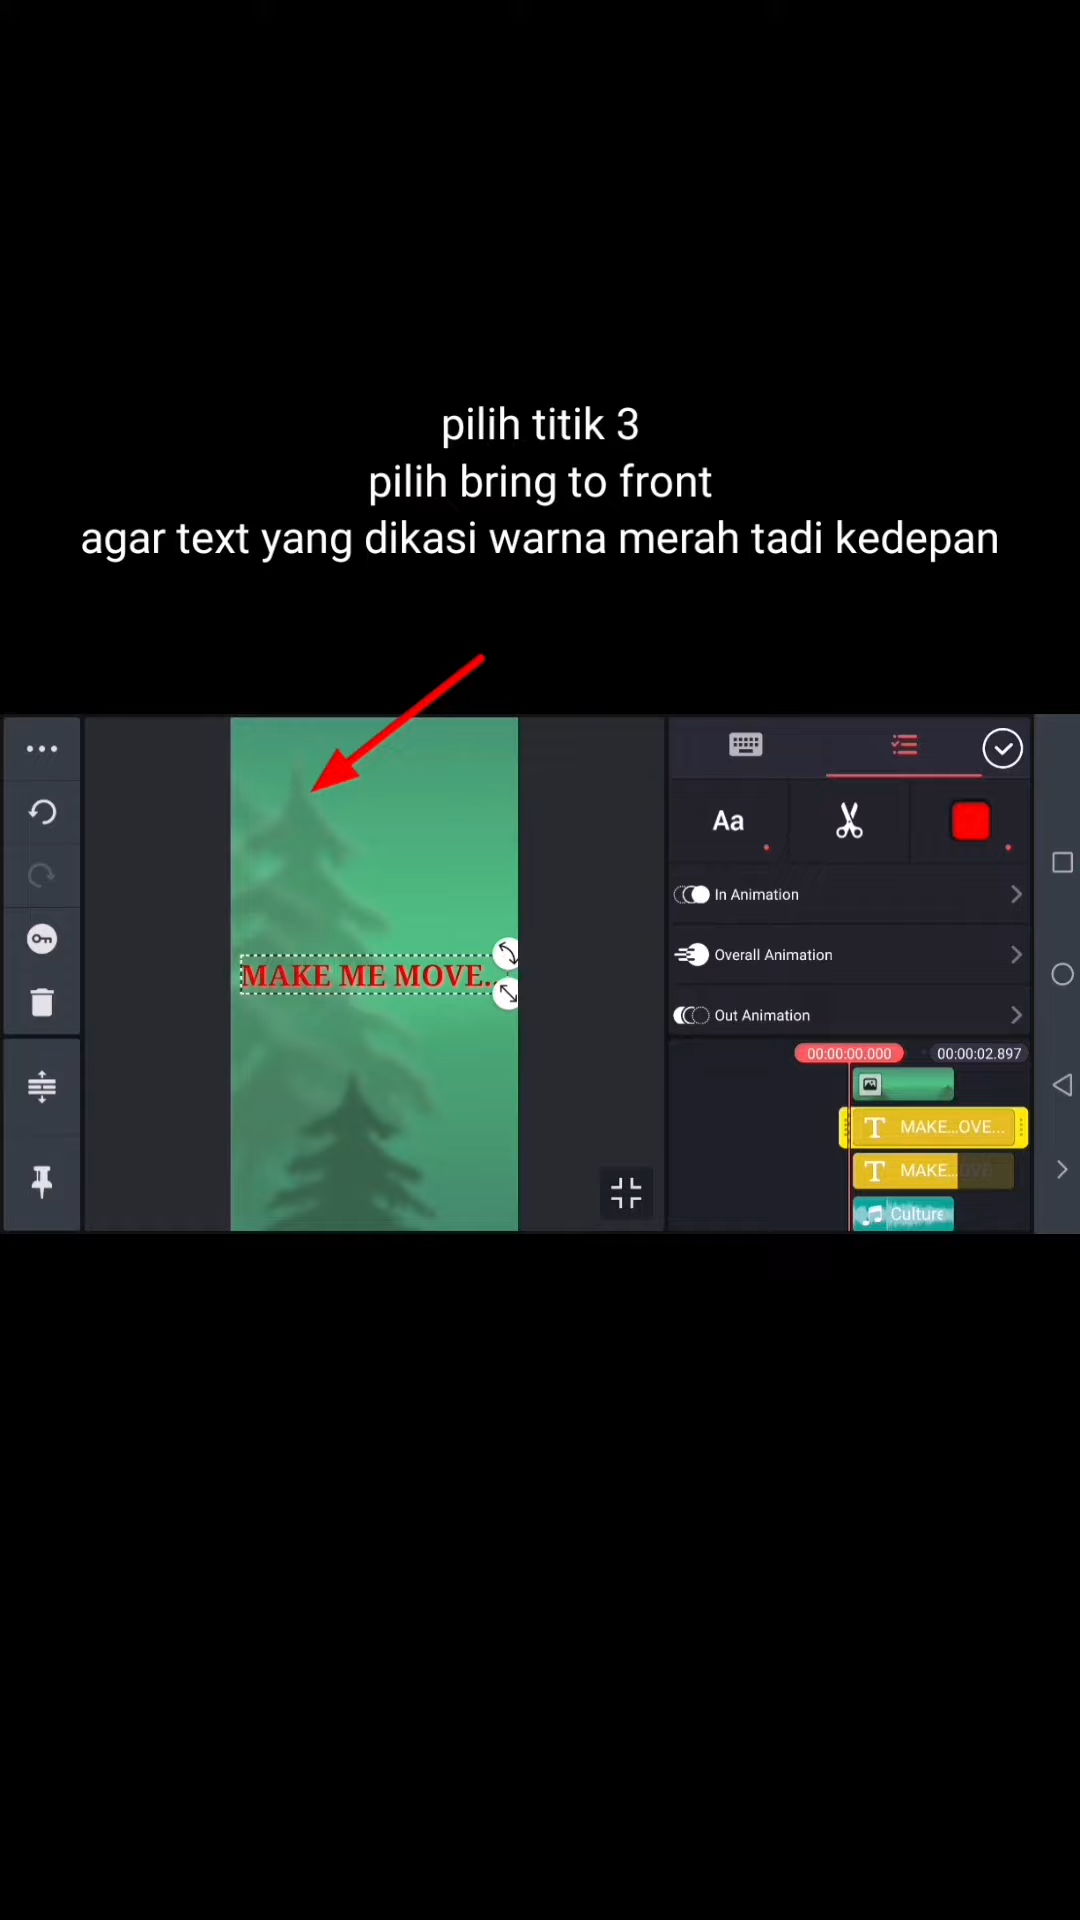 pilih titik 3
pilih bring to front
agar text yang dikasi warna merah tadi kedepan
MAKE ME MOVE..
Aa
In Animation
Overall Animation
Out Animation
00:00:00.000
00:00:02.897
T MAKE...OVE...
T MAKE...OVE
Culture